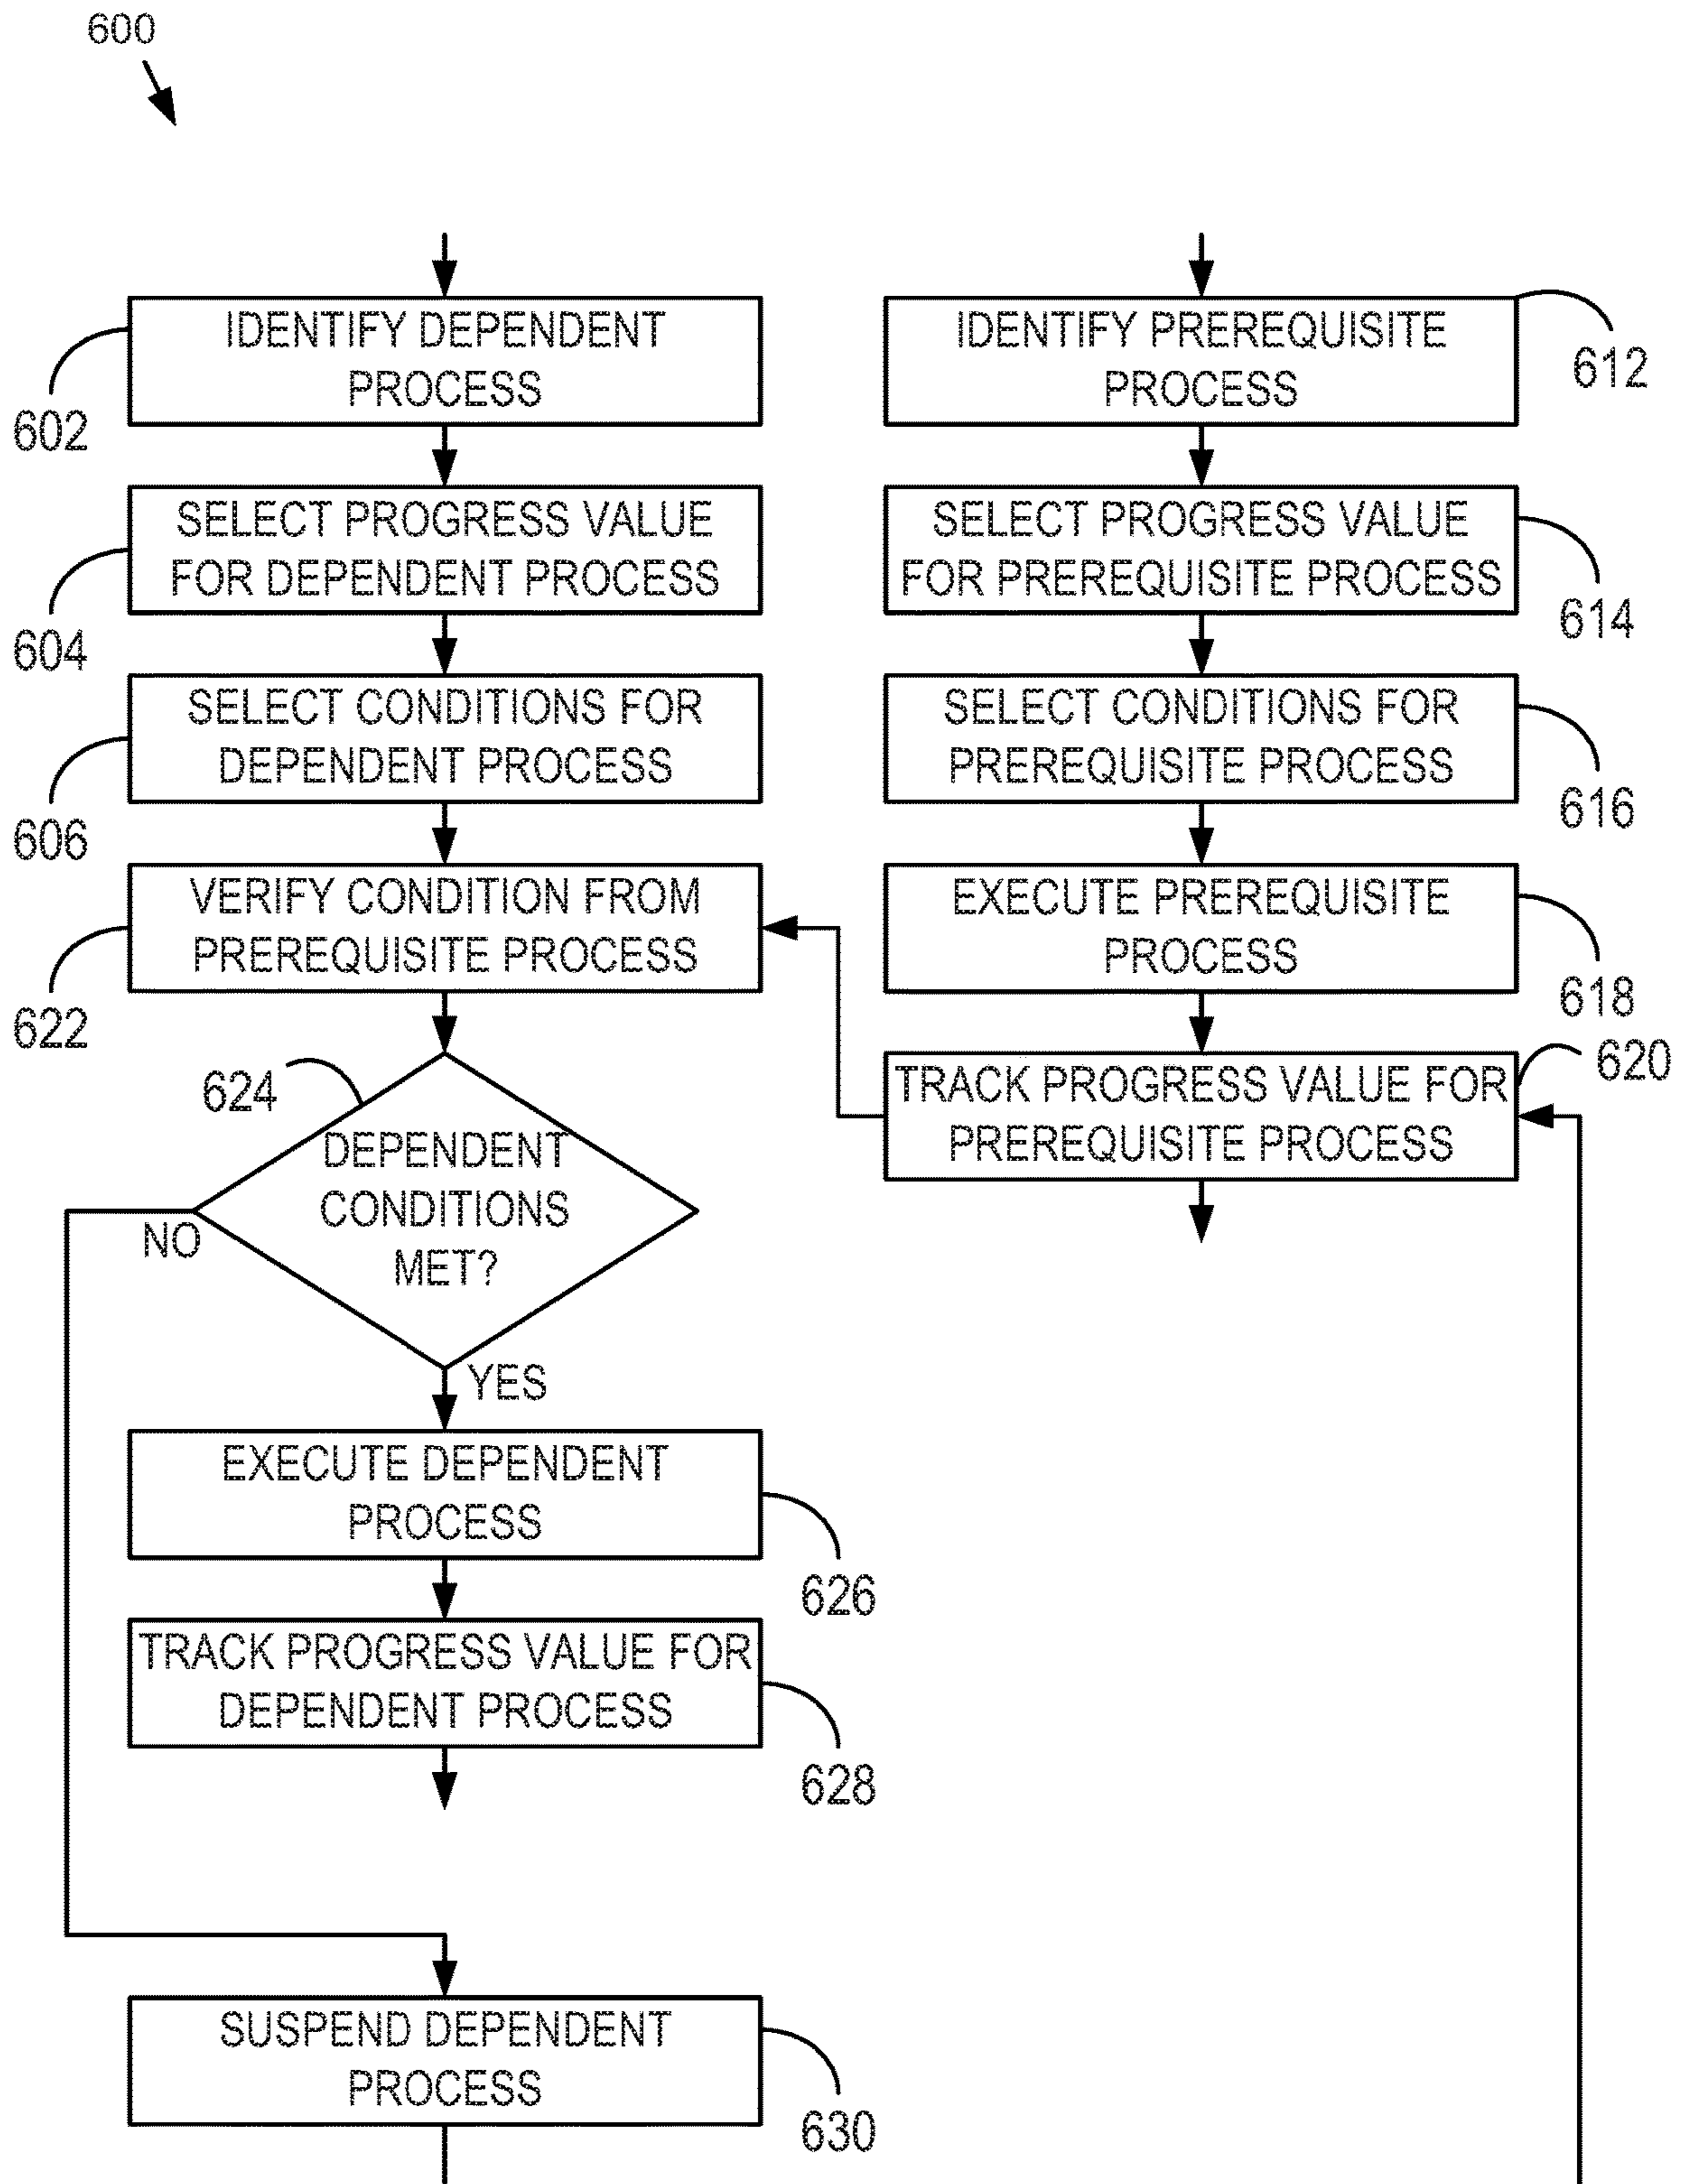 600
IDENTIFY DEPENDENT
PROCESS
602
SELECT PROGRESS VALUE
FOR DEPENDENT PROCESS
604
SELECT CONDITIONS FOR
DEPENDENT PROCESS
606
VERIFY CONDITION FROM
PREREQUISITE PROCESS
622
624
DEPENDENT
CONDITIONS
MET?
NO
YES
EXECUTE DEPENDENT
PROCESS
626
TRACK PROGRESS VALUE FOR
DEPENDENT PROCESS
628
SUSPEND DEPENDENT
PROCESS
630
IDENTIFY PREREQUISITE
PROCESS
612
SELECT PROGRESS VALUE
FOR PREREQUISITE PROCESS
614
SELECT CONDITIONS FOR
PREREQUISITE PROCESS
616
EXECUTE PREREQUISITE
PROCESS
618
TRACK PROGRESS VALUE FOR
PREREQUISITE PROCESS
620